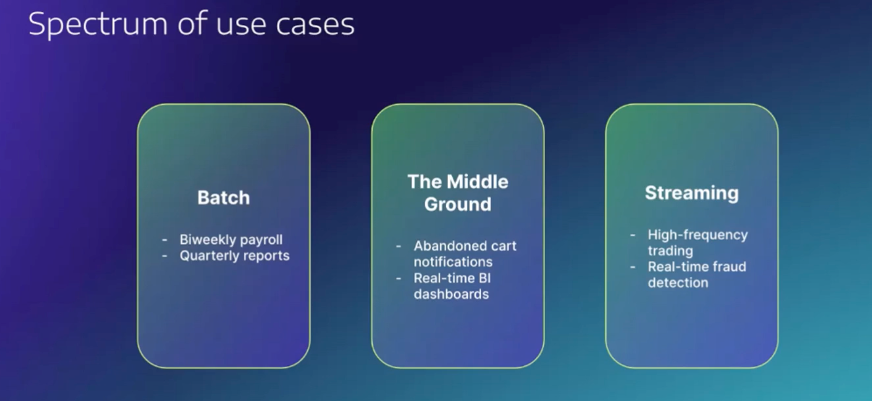 Spectrum of use cases
Batch
- Biweekly payroll
- Quarterly reports
The Middle
Ground
- Abandoned cart
notifications
- Real-time BI
dashboards
Streaming
- High-frequency
trading
- Real-time fraud
detection